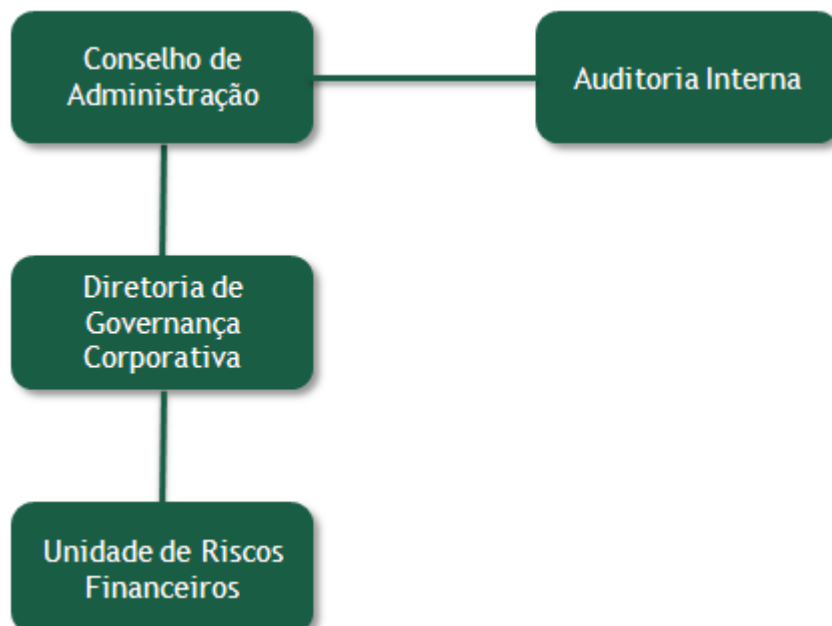 Conselho de
Administração
Auditoria Interna
Diretoria de
Governança
Corporativa
Unidade de Riscos
Financeiros